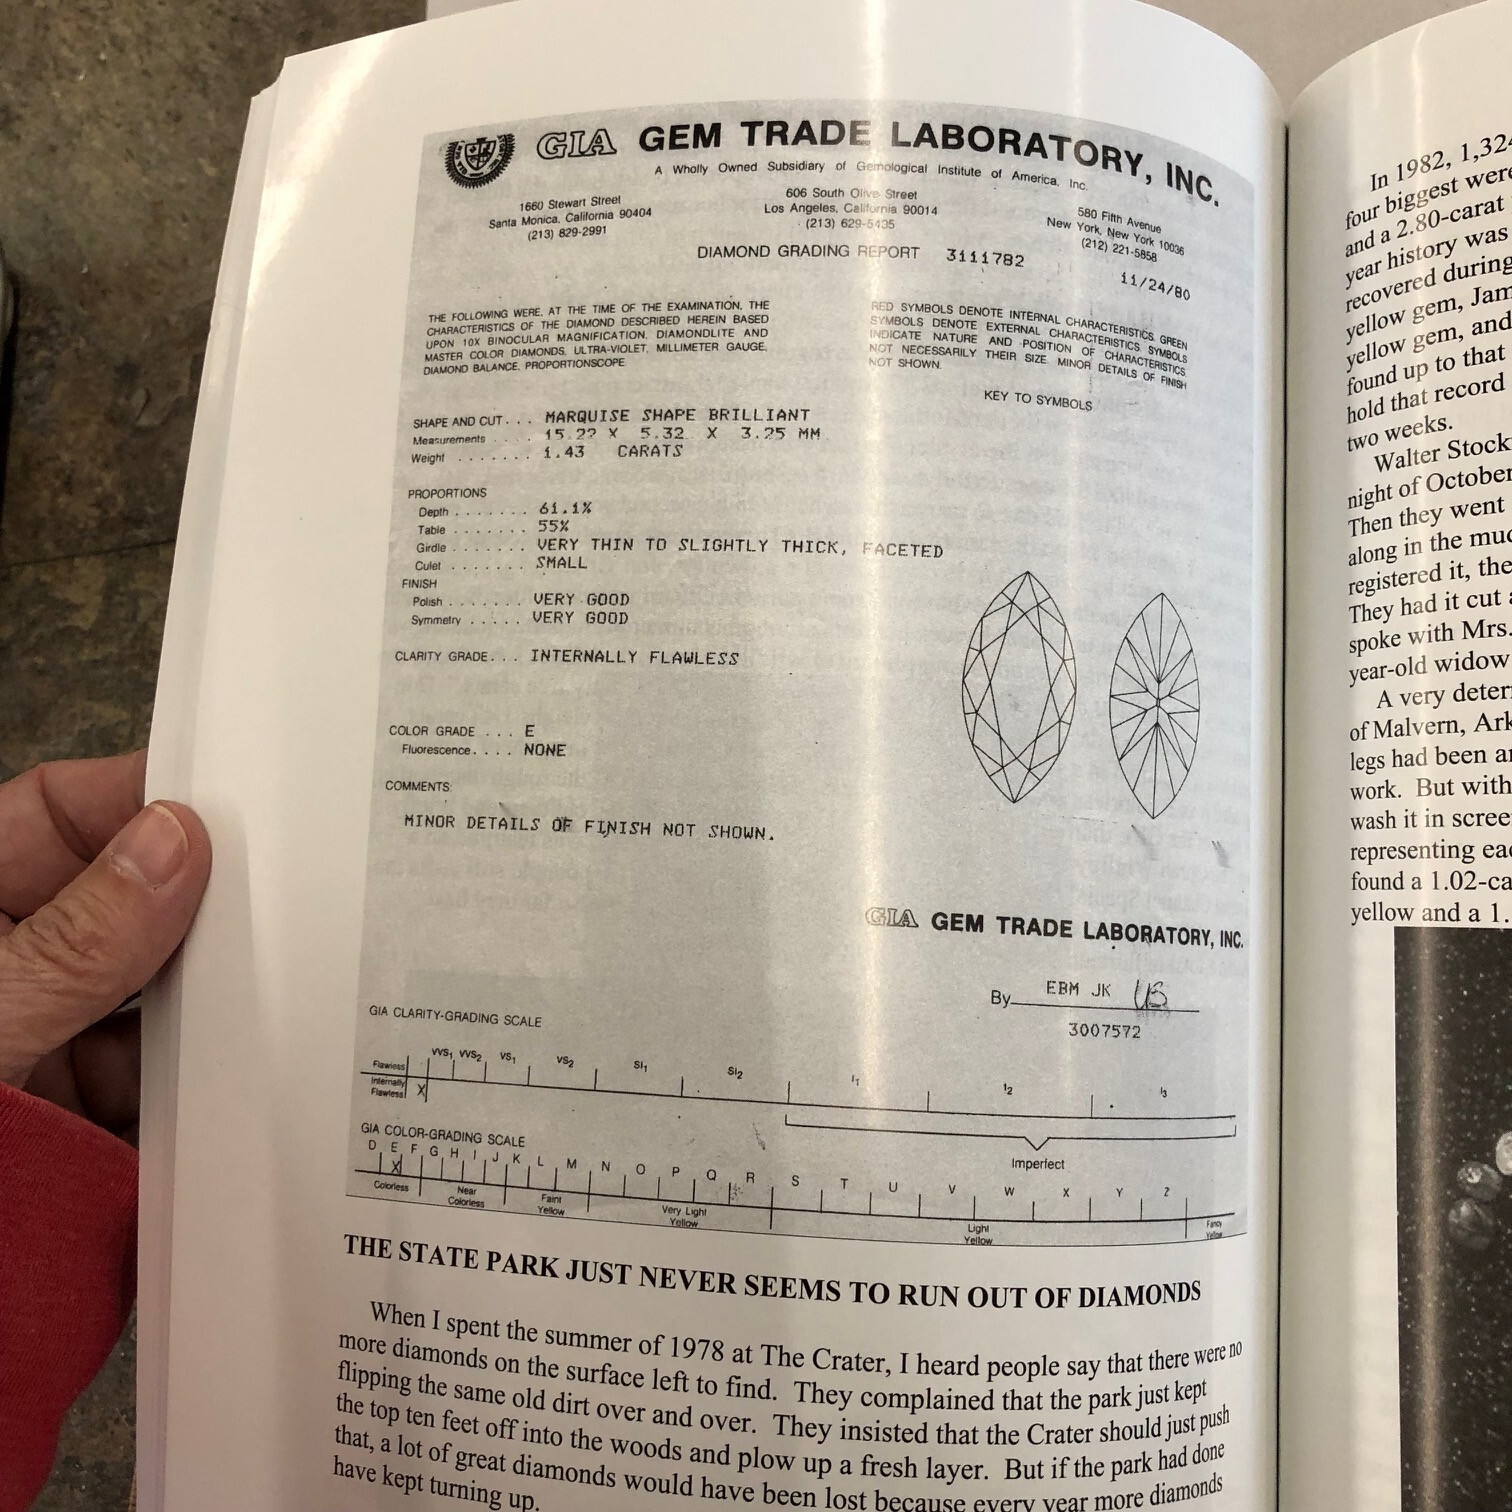 GIA GEM TRADE LABORATORY, INC.
A Wholly Owned Subsidiary of Gemological Institute of America, Inc.
1660 Stewart Street
Santa Monica, California 90404
(213) 829-2991
606 South Olive Street
Los Angeles, California 90014
(213) 629-5435
580 Fifth Avenue
New York, New York 10036
(212) 221-5858
DIAMOND GRADING REPORT 3111782
11/24/80
THE FOLLOWING WERE, AT THE TIME OF THE EXAMINATION, THE
CHARACTERISTICS OF THE DIAMOND DESCRIBED HEREIN BASED
UPON 10X BINOCULAR MAGNIFICATION, DIAMONDLITE AND
MASTER COLOR DIAMONDS, ULTRA-VIOLET, MILLIMETER GAUGE,
DIAMOND BALANCE, PROPORTIONSCOPE
RED SYMBOLS DENOTE INTERNAL CHARACTERISTICS. GREEN
SYMBOLS DENOTE EXTERNAL CHARACTERISTICS. SYMBOLS
INDICATE NATURE AND POSITION OF CHARACTERISTICS,
NOT NECESSARILY THEIR SIZE. MINOR DETAILS OF FINISH
NOT SHOWN.
KEY TO SYMBOLS
SHAPE AND CUT . . . MARQUISE SHAPE BRILLIANT
Measurements . . . . X 5.32 X 3.25 MM.
Weight . . . . . . . 1.43 CARATS
PROPORTIONS
Depth . . . . . . . 61.1%
Table . . . . . . . 55%
Girdle . . . . . . . VERY THIN TO SLIGHTLY THICK, FACETED
Culet . . . . . . . SMALL
FINISH
Polish . . . . . . . VERY GOOD
Symmetry . . . . . VERY GOOD
CLARITY GRADE . . . INTERNALLY FLAWLESS
COLOR GRADE . . . E
Fluorescence . . . . NONE
COMMENTS:
MINOR DETAILS OF FINISH NOT SHOWN.
GIA GEM TRADE LABORATORY, INC.
By EBM JK
3007572
GIA CLARITY-GRADING SCALE
Flawless VVS1 VVS2 VS1 VS2 SI1 SI2 I1 I2 I3
Internally Flawless X
Imperfect
GIA COLOR-GRADING SCALE
D E F G H I J K L M N O P Q R S T U V W X Y Z
X
Colorless Near Colorless Faint Yellow Very Light Yellow Light Yellow Fancy Yellow
THE STATE PARK JUST NEVER SEEMS TO RUN OUT OF DIAMONDS
When I spent the summer of 1978 at The Crater, I heard people say that there were no
more diamonds on the surface left to find. They complained that the park just kept
flipping the same old dirt over and over. They insisted that the Crater should just push
the top ten feet off into the woods and plow up a fresh layer. But if the park had done
that, a lot of great diamonds would have been lost because every year more diamonds
have kept turning up.
In 1982, 1,324
four biggest were
and a 2.80-carat
year history was
recovered during
yellow gem, Jam
yellow gem, and
found up to that
hold that record
two weeks.
Walter Stock
night of October
Then they went
along in the muc
registered it, the
They had it cut
spoke with Mrs.
year-old widow
A very deter
of Malvern, Ark
legs had been a
work. But with
wash it in scree
representing eac
found a 1.02-ca
yellow and a 1.